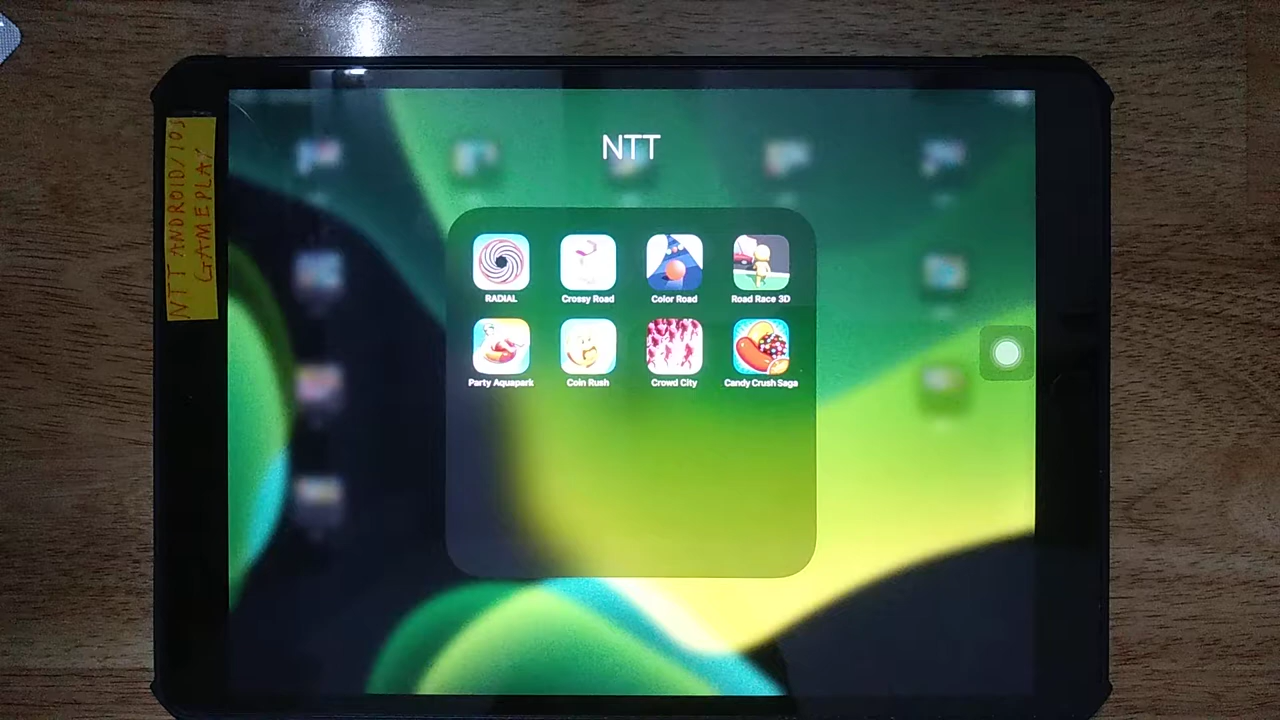 NTT ANDROID/IOS
GAMEPLAY
NTT
RADIAL
Crossy Road
Color Road
Road Race 3D
Party Aquapark
Coin Rush
Crowd City
Candy Crush Saga